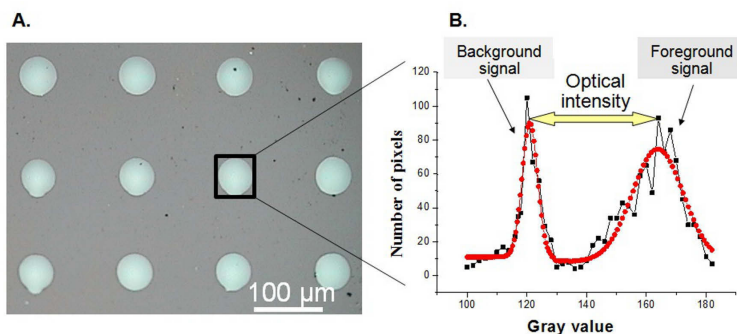 A.
100 µm
B.
Background
signal
Foreground
signal
Optical
intensity
Number of pixels
120
100
80
60
40
20
0
100
120
140
160
180
Gray value